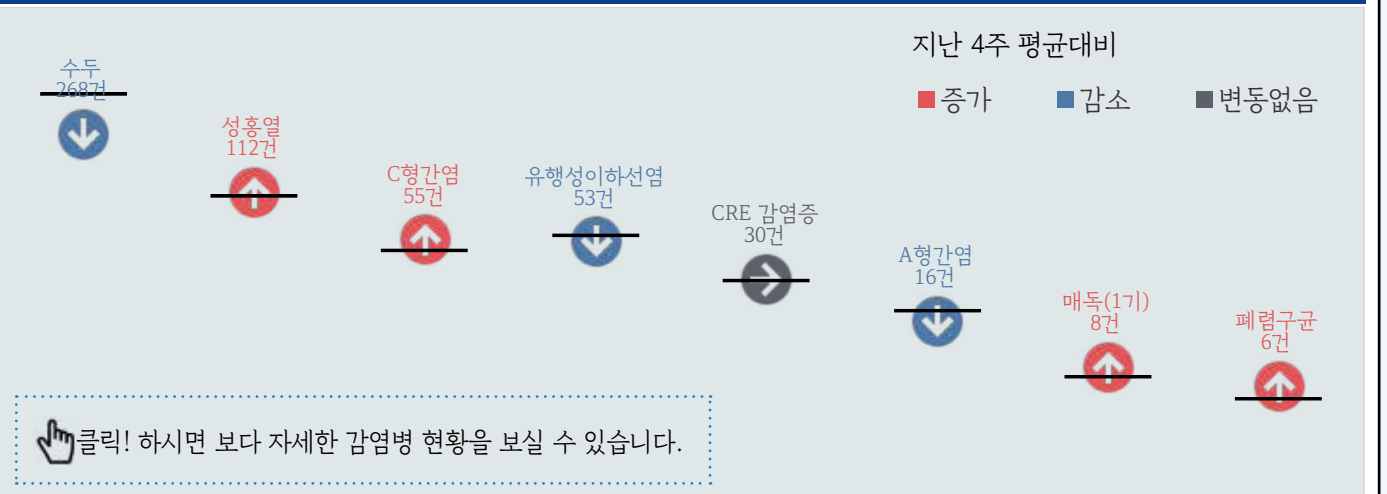 지난 4주 평균대비
증가
감소
변동없음
수두
268건
성홍열
112건
C형간염
55건
유행성이하선염
53건
CRE 감염증
30건
A형간염
16건
매독(1기)
8건
폐렴구균
6건
클릭! 하시면 보다 자세한 감염병 현황을 보실 수 있습니다.